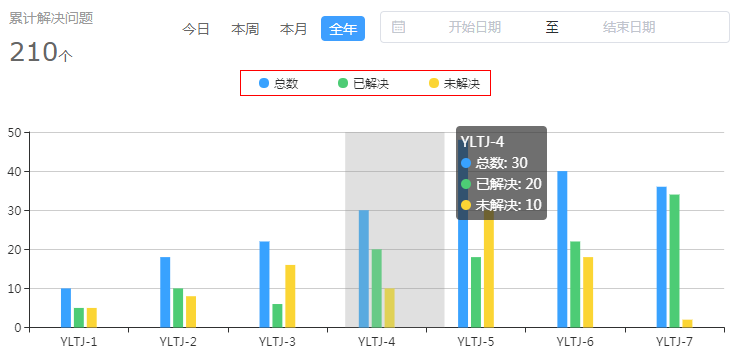 累计解决问题
210个
今日 本周 本月 全年 开始日期 至 结束日期
总数 已解决 未解决
50
40
30
20
10
0
YLTJ-4
总数: 30
已解决: 20
未解决: 10
YLTJ-1 YLTJ-2 YLTJ-3 YLTJ-4 YLTJ-5 YLTJ-6 YLTJ-7